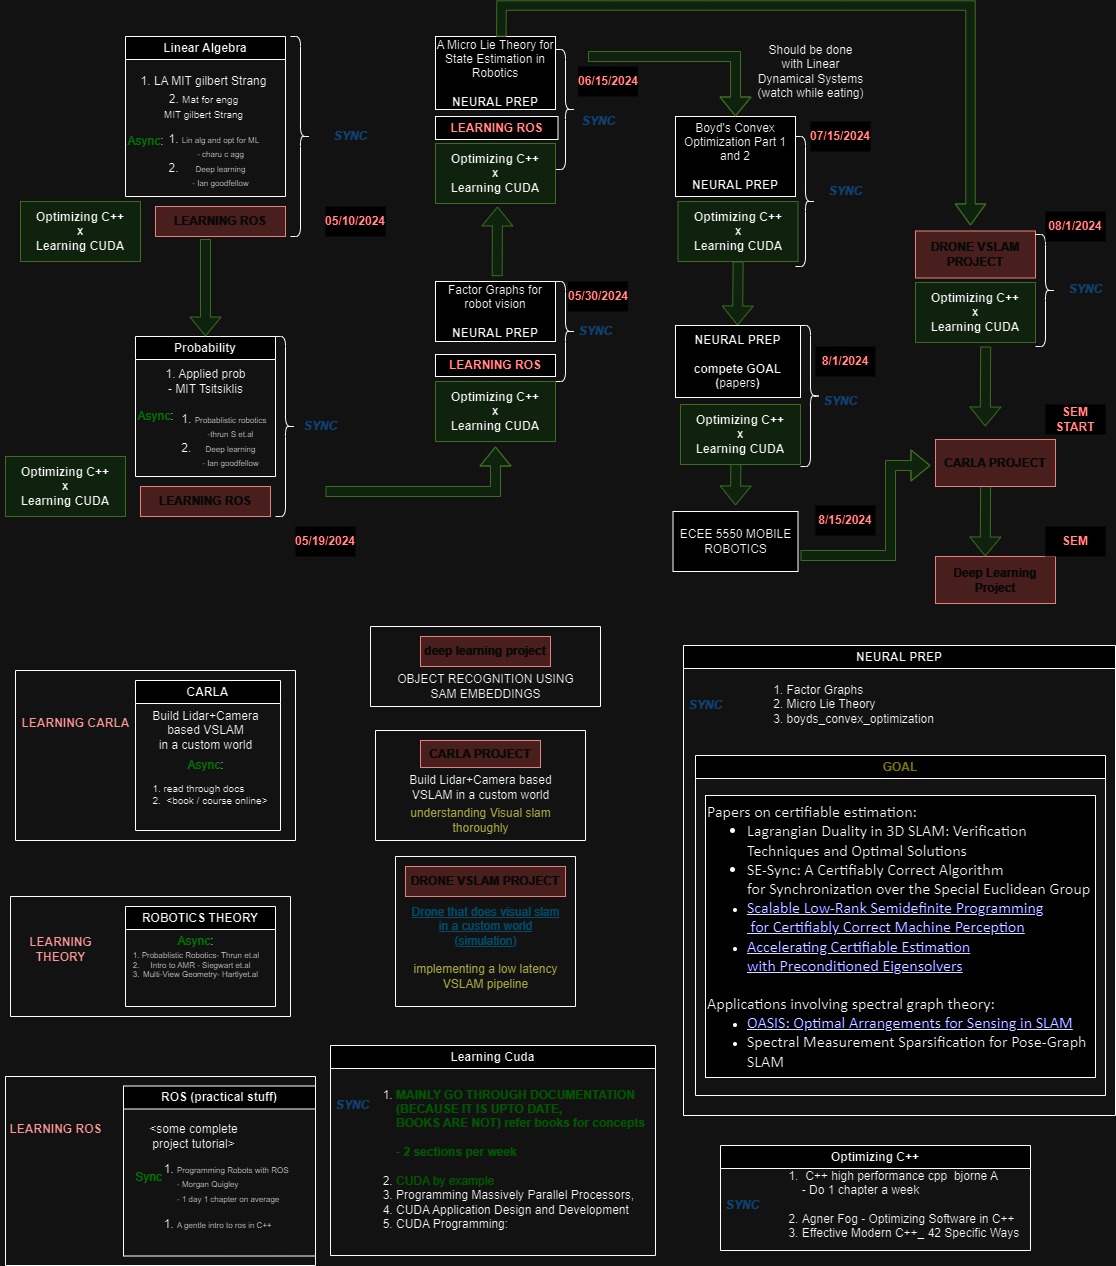 Linear Algebra
1. LA MIT gilbert Strang
2. Mat for engg
MIT gilbert Strang
Async: 1. Lin alg and opt for ML
- charu c agg
2. Deep learning
- Ian goodfellow
SYNC
Optimizing C++
x
Learning CUDA
LEARNING ROS
05/10/2024
Probability
1. Applied prob
- MIT Tsitsiklis
Async: 1. Probablistic robotics
-thrun S et.al
2. Deep learning
- Ian goodfellow
SYNC
Optimizing C++
x
Learning CUDA
LEARNING ROS
05/19/2024
A Micro Lie Theory for
State Estimation in
Robotics
NEURAL PREP
LEARNING ROS
Optimizing C++
x
Learning CUDA
06/15/2024
SYNC
Factor Graphs for
robot vision
NEURAL PREP
LEARNING ROS
Optimizing C++
x
Learning CUDA
05/30/2024
SYNC
Should be done
with Linear
Dynamical Systems
(watch while eating)
Boyd's Convex
Optimization Part 1
and 2
NEURAL PREP
Optimizing C++
x
Learning CUDA
07/15/2024
SYNC
NEURAL PREP
compete GOAL
(papers)
Optimizing C++
x
Learning CUDA
8/1/2024
SYNC
ECEE 5550 MOBILE
ROBOTICS
8/15/2024
08/1/2024
DRONE VSLAM
PROJECT
Optimizing C++
x
Learning CUDA
SYNC
SEM
START
CARLA PROJECT
SEM
Deep Learning
Project
LEARNING CARLA
CARLA
Build Lidar+Camera
based VSLAM
in a custom world
Async:
1. read through docs
2. <book / course online>
deep learning project
OBJECT RECOGNITION USING
SAM EMBEDDINGS
CARLA PROJECT
Build Lidar+Camera based
VSLAM in a custom world
understanding Visual slam
thoroughly
DRONE VSLAM PROJECT
Drone that does visual slam
in a custom world
(simulation)
implementing a low latency
VSLAM pipeline
LEARNING
THEORY
ROBOTICS THEORY
Async:
1. Probablistic Robotics- Thrun et.al
2. Intro to AMR - Siegwart et.al
3. Multi-View Geometry- Hartlyet.al
LEARNING ROS
ROS (practical stuff)
<some complete
project tutorial>
Sync 1. Programming Robots with ROS
- Morgan Quigley
- 1 day 1 chapter on average
1. A gentle intro to ros in C++
Learning Cuda
SYNC
1. MAINLY GO THROUGH DOCUMENTATION
(BECAUSE IT IS UPTO DATE,
BOOKS ARE NOT) refer books for concepts
- 2 sections per week
2. CUDA by example
3. Programming Massively Parallel Processors,
4. CUDA Application Design and Development
5. CUDA Programming:
NEURAL PREP
SYNC
1. Factor Graphs
2. Micro Lie Theory
3. boyds_convex_optimization
GOAL
Papers on certifiable estimation:
• Lagrangian Duality in 3D SLAM: Verification
Techniques and Optimal Solutions
• SE-Sync: A Certifiably Correct Algorithm
for Synchronization over the Special Euclidean Group
• Scalable Low-Rank Semidefinite Programming
for Certifiably Correct Machine Perception
• Accelerating Certifiable Estimation
with Preconditioned Eigensolvers
Applications involving spectral graph theory:
• OASIS: Optimal Arrangements for Sensing in SLAM
• Spectral Measurement Sparsification for Pose-Graph
SLAM
Optimizing C++
SYNC
1. C++ high performance cpp bjorne A
- Do 1 chapter a week
2. Agner Fog - Optimizing Software in C++
3. Effective Modern C++_ 42 Specific Ways